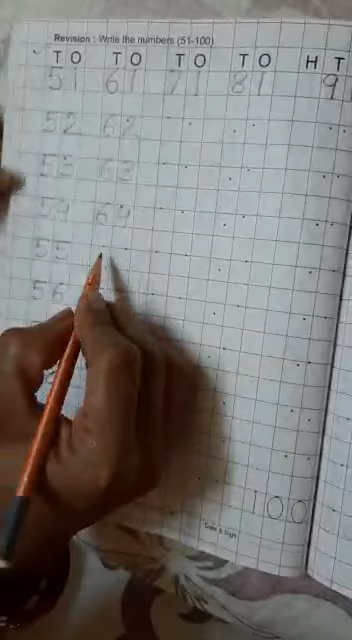 Revision : Write the numbers (51-100)
T O T O T O T O H T
51 61 71 81 9
52 62
55 63
54 64
55
56
100
Date & Sign